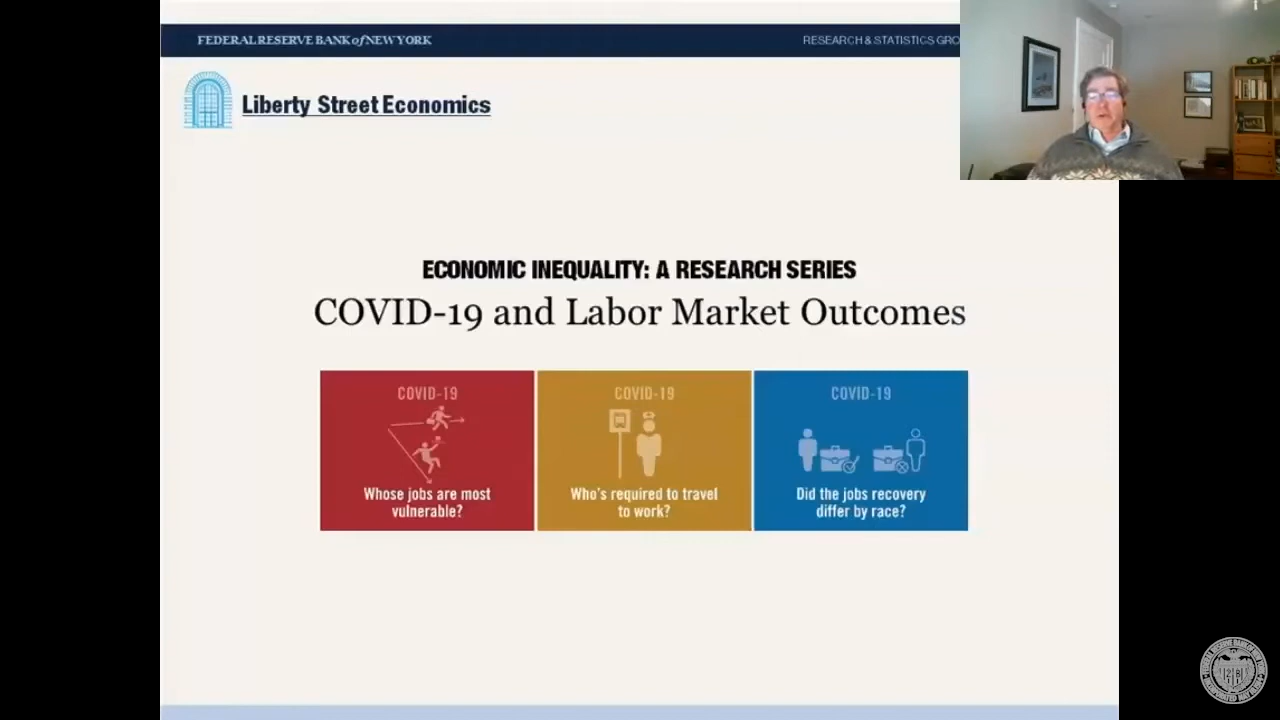 FEDERAL RESERVE BANK of NEW YORK
RESEARCH & STATISTICS GRO
Liberty Street Economics
ECONOMIC INEQUALITY: A RESEARCH SERIES
COVID-19 and Labor Market Outcomes
COVID-19
Whose jobs are most
vulnerable?
COVID-19
Who's required to travel
to work?
COVID-19
Did the jobs recovery
differ by race?